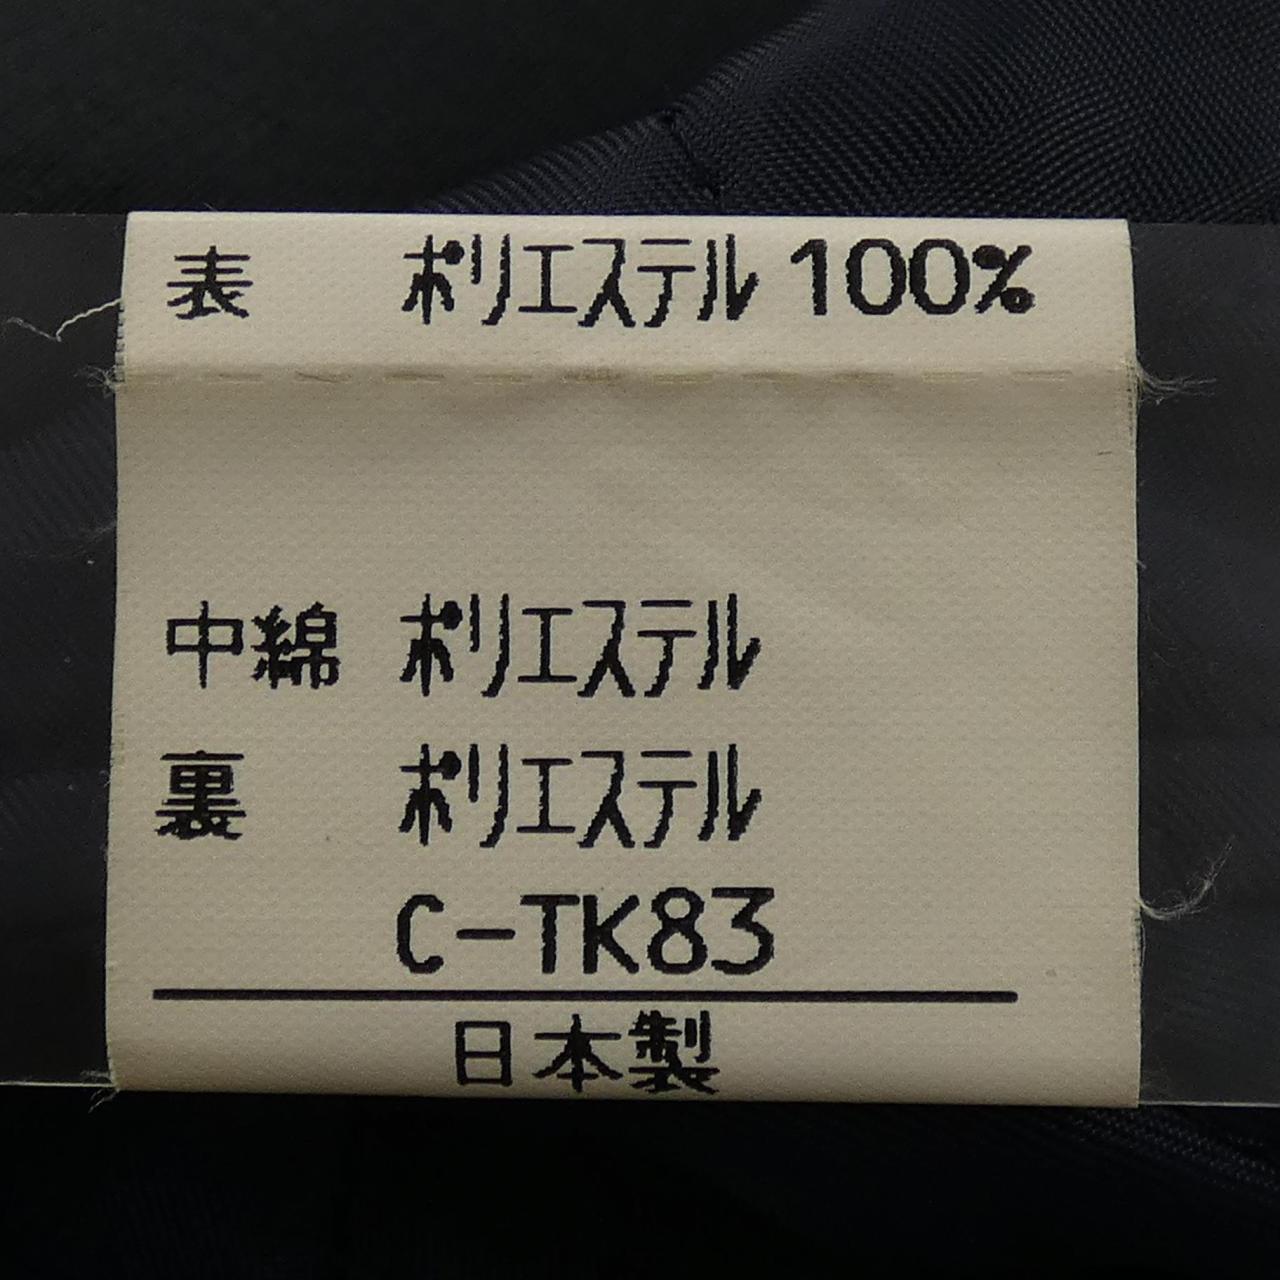 表 ポリエステル 100%
中綿 ポリエステル
裏 ポリエステル
C-TK83
日本製